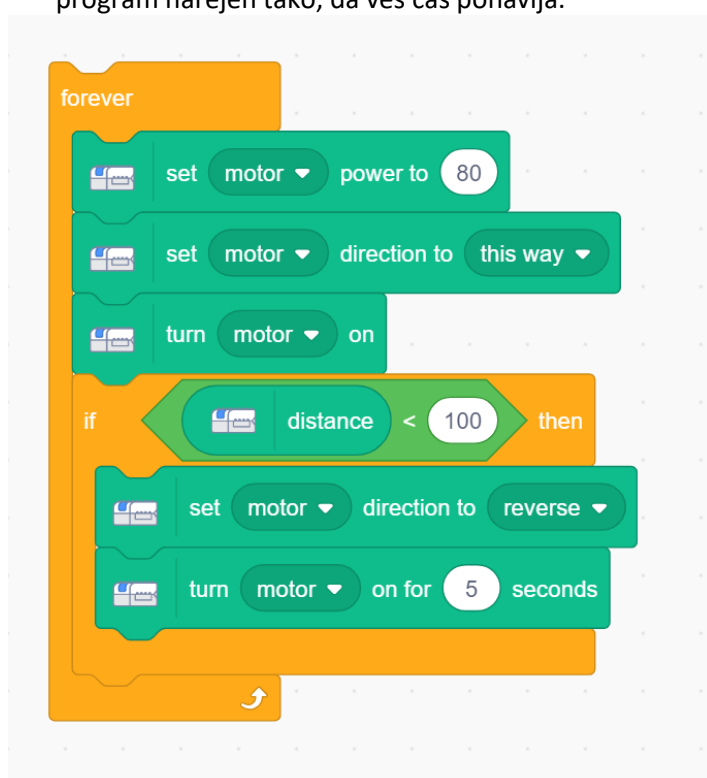 program narejen tako, da ves čas ponavlja.
forever
set motor power to 80
set motor direction to this way
turn motor on
if distance < 100 then
set motor direction to reverse
turn motor on for 5 seconds